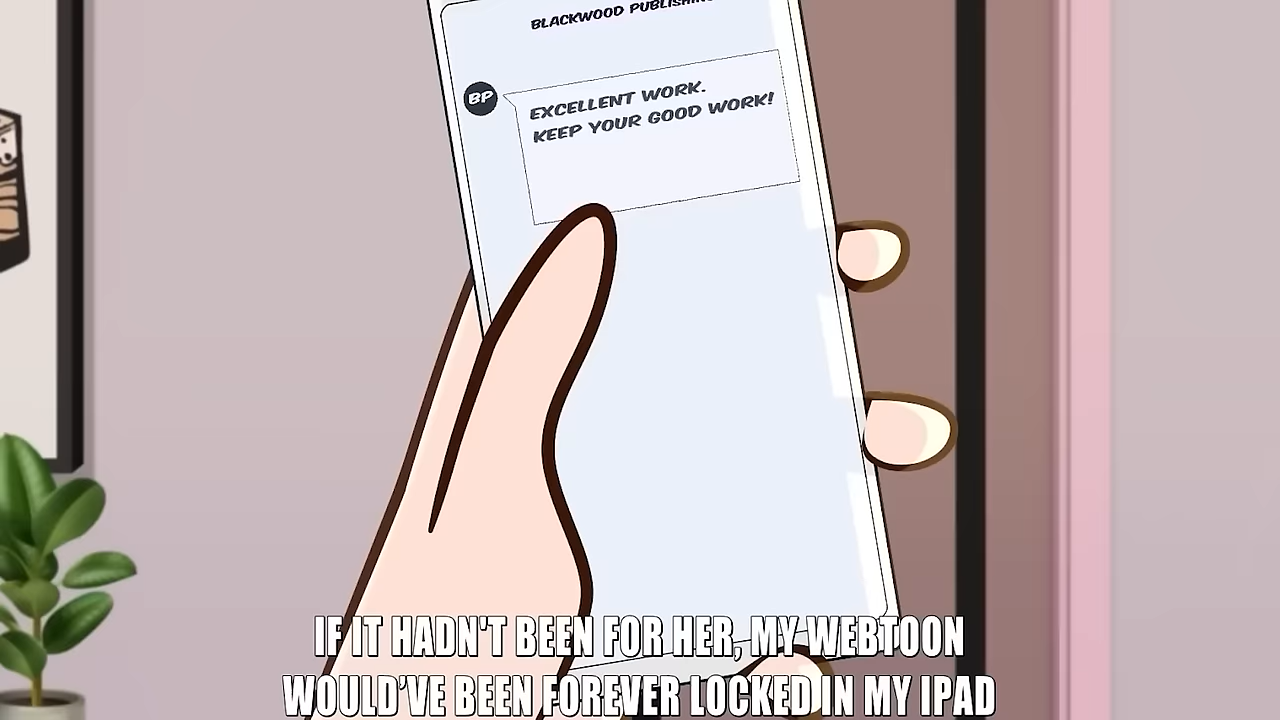 BLACKWOOD PUBLISHING
BP
EXCELLENT WORK.
KEEP YOUR GOOD WORK!
IF IT HADN'T BEEN FOR HER, MY WEBTOON
WOULD'VE BEEN FOREVER LOCKED IN MY IPAD